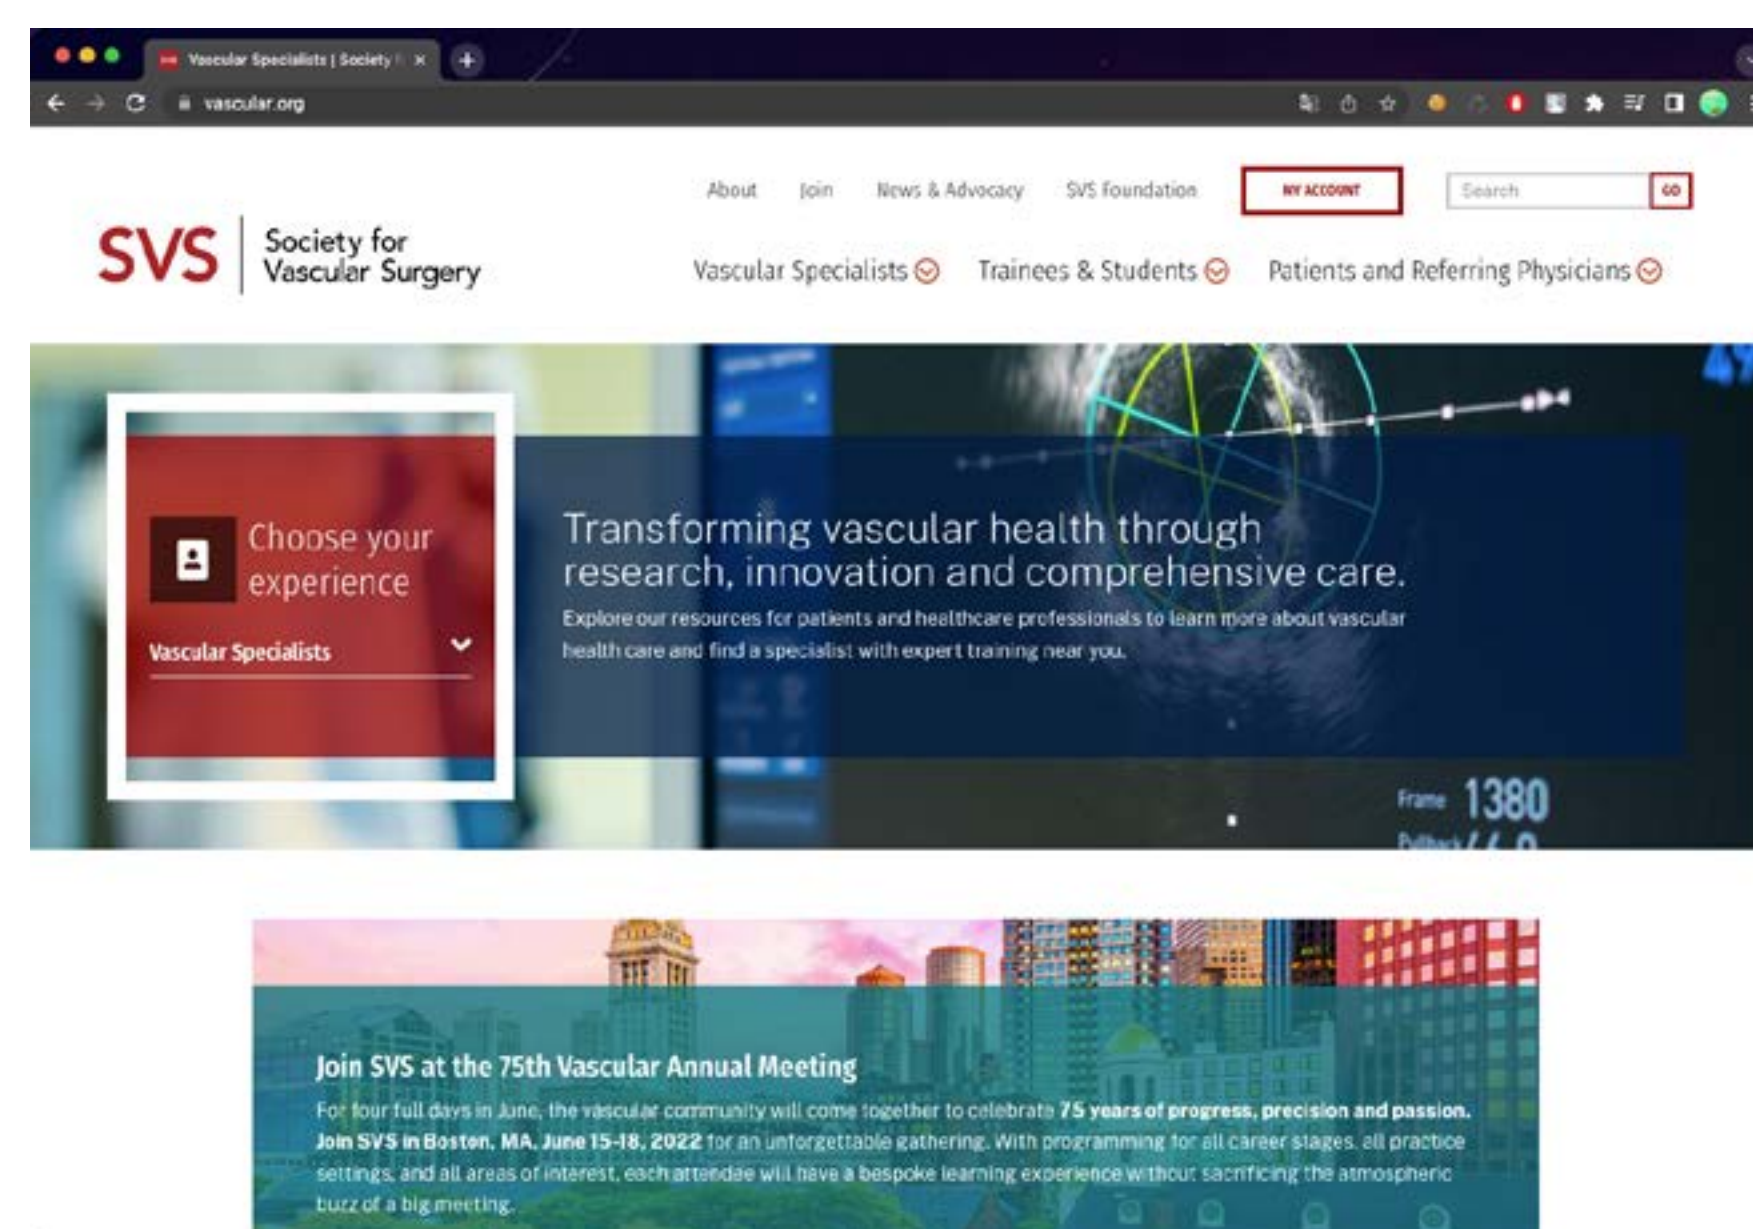 Vascular Specialists | Society f
vascular.org
About Join News & Advocacy SVS Foundation MY ACCOUNT Search GO
SVS Society for
Vascular Surgery
Vascular Specialists Trainees & Students Patients and Referring Physicians
Choose your
experience
Vascular Specialists
Transforming vascular health through
research, innovation and comprehensive care.
Explore our resources for patients and healthcare professionals to learn more about vascular
health care and find a specialist with expert training near you.
Frame 1380
Pullback
Join SVS at the 75th Vascular Annual Meeting
For four full days in June, the vascular community will come together to celebrate 75 years of progress, precision and passion.
Join SVS in Boston, MA, June 15-18, 2022 for an unforgettable gathering. With programming for all career stages, all practice
settings, and all areas of interest, each attendee will have a bespoke learning experience without sacrificing the atmospheric
buzz of a big meeting.